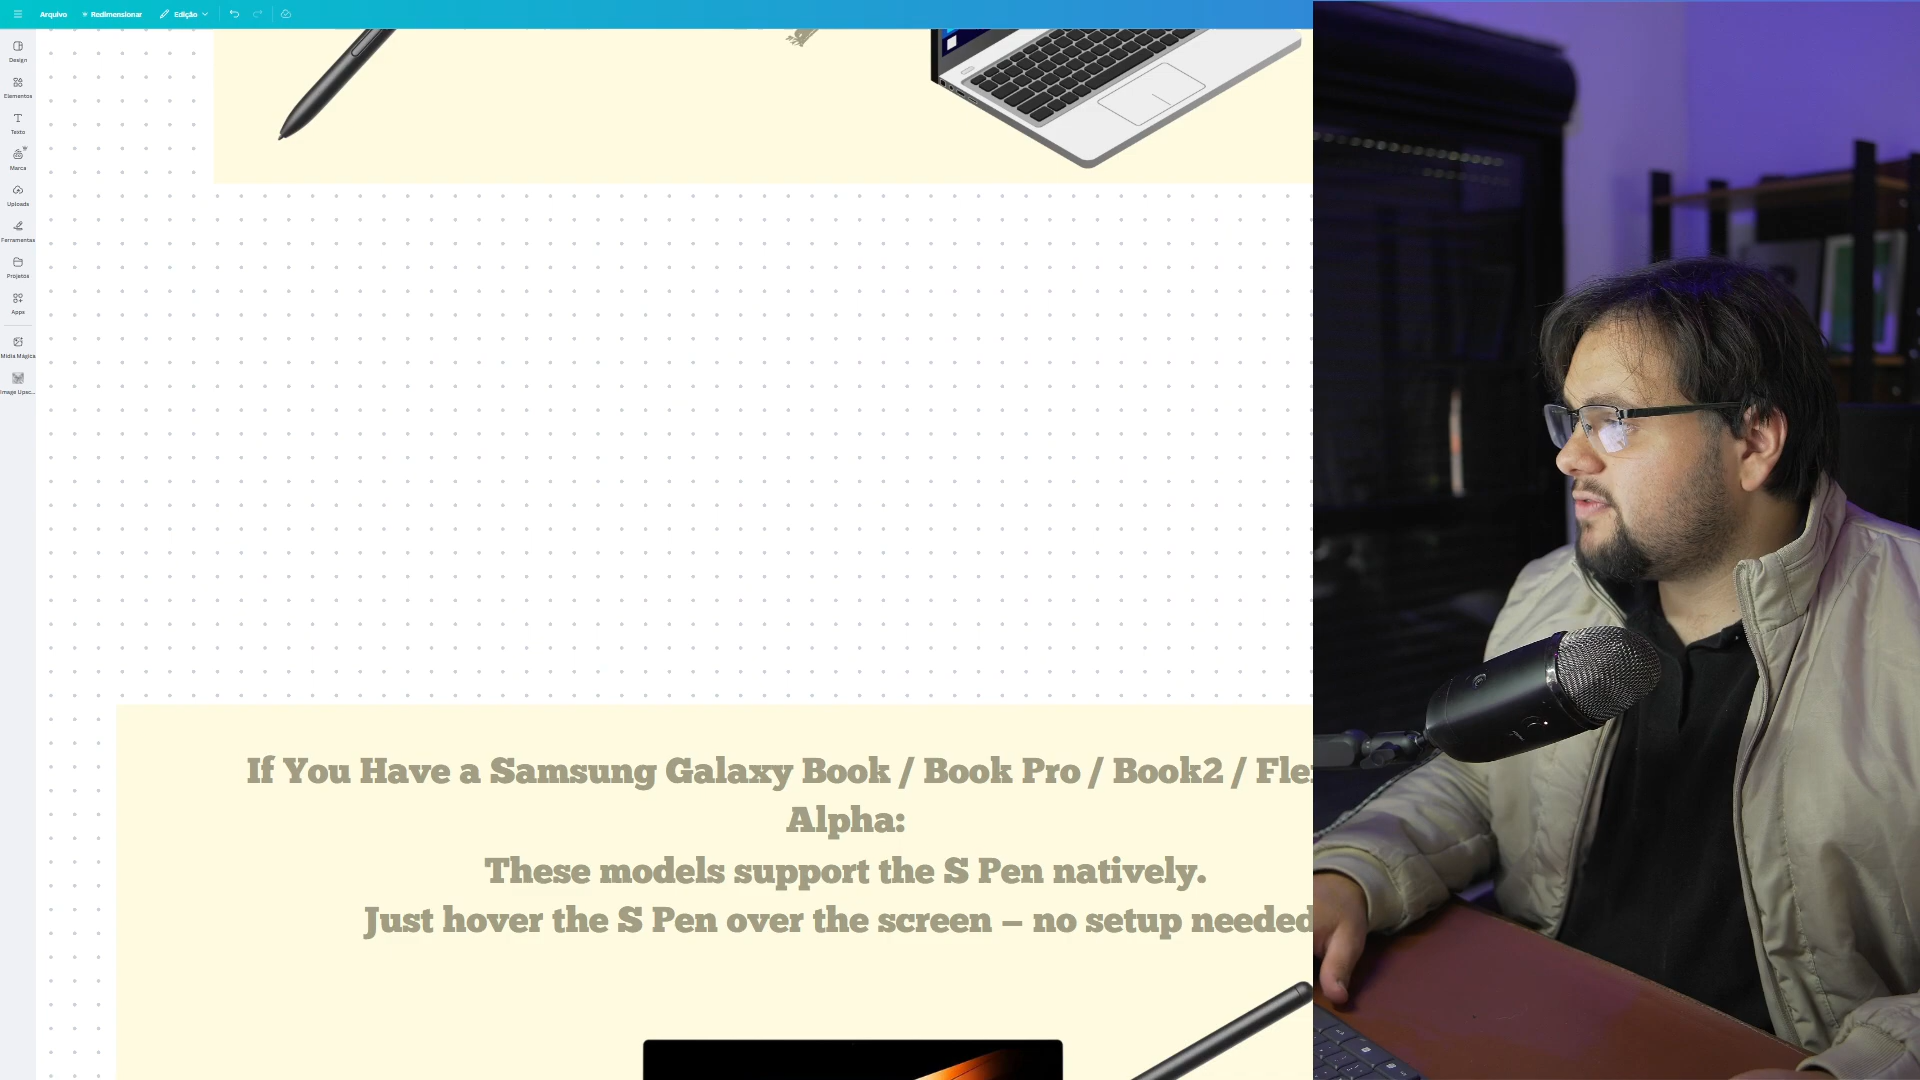 Arquivo
Redimensionar
Edição
Design
Elementos
Texto
Marca
Uploads
Ferramentas
Projetos
Apps
Mídia Mágica
Image Upsc...
If You Have a Samsung Galaxy Book / Book Pro / Book2 / Fle
Alpha:
These models support the S Pen natively.
Just hover the S Pen over the screen – no setup needed